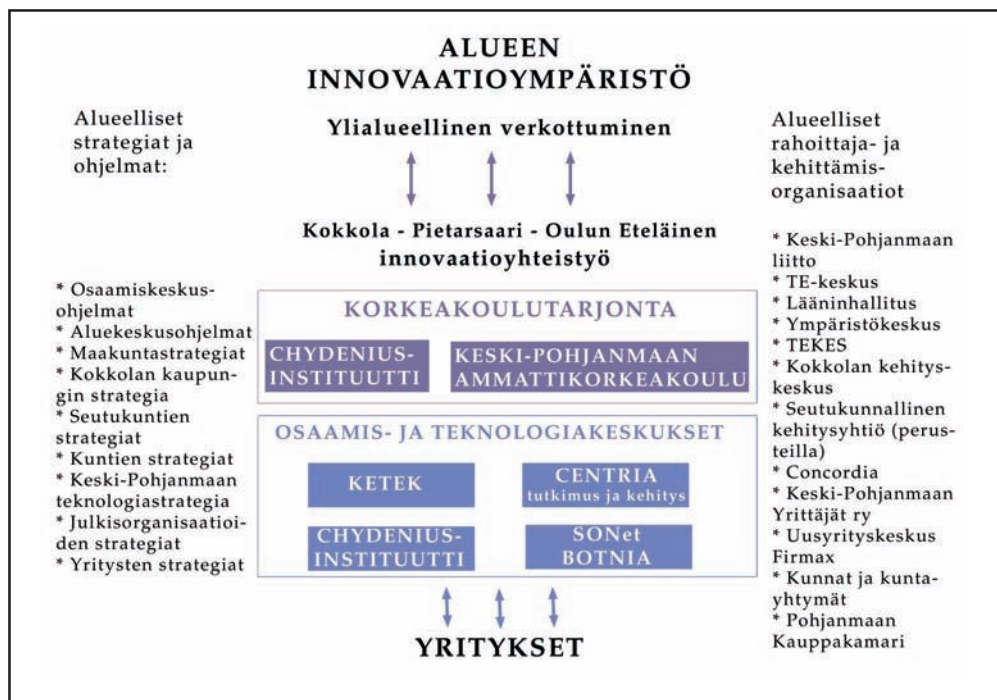 ALUEEN
INNOVAATIOYMPÄRISTÖ
Alueelliset
strategiat ja
ohjelmat:
* Osaamiskeskus-
ohjelmat
* Aluekeskusohjelmat
* Maakuntastrategiat
* Kokkolan kaupun-
gin strategia
* Seutukuntien
strategiat
* Kuntien strategiat
* Keski-Pohjanmaan
teknologiastrategia
* Julkisorganisaatioi-
den strategiat
* Yritysten strategiat
Ylialueellinen verkottuminen
Kokkola - Pietarsaari - Oulun Eteläinen
innovaatioyhteistyö
KORKEAKOULUTARJONTA
CHYDENIUS-
INSTITUUTTI
KESKI-POHJANMAAN
AMMATTIKORKEAKOULU
OSAAMIS- JA TEKNOLOGIAKESKUKSET
KETEK
CENTRIA
tutkimus ja kehitys
CHYDENIUS-
INSTITUUTTI
SONet
BOTNIA
YRITYKSET
Alueelliset
rahoittaja- ja
kehittämis-
organisaatiot
* Keski-Pohjanmaan
liitto
* TE-keskus
* Lääninhallitus
* Ympäristökeskus
* TEKES
* Kokkolan kehitys-
keskus
* Seutukunnallinen
kehitysyhtiö (perus-
teilla)
* Concordia
* Keski-Pohjanmaan
Yrittäjät ry
* Uusyrityskeskus
Firmax
* Kunnat ja kunta-
yhtymät
* Pohjanmaan
Kauppakamari